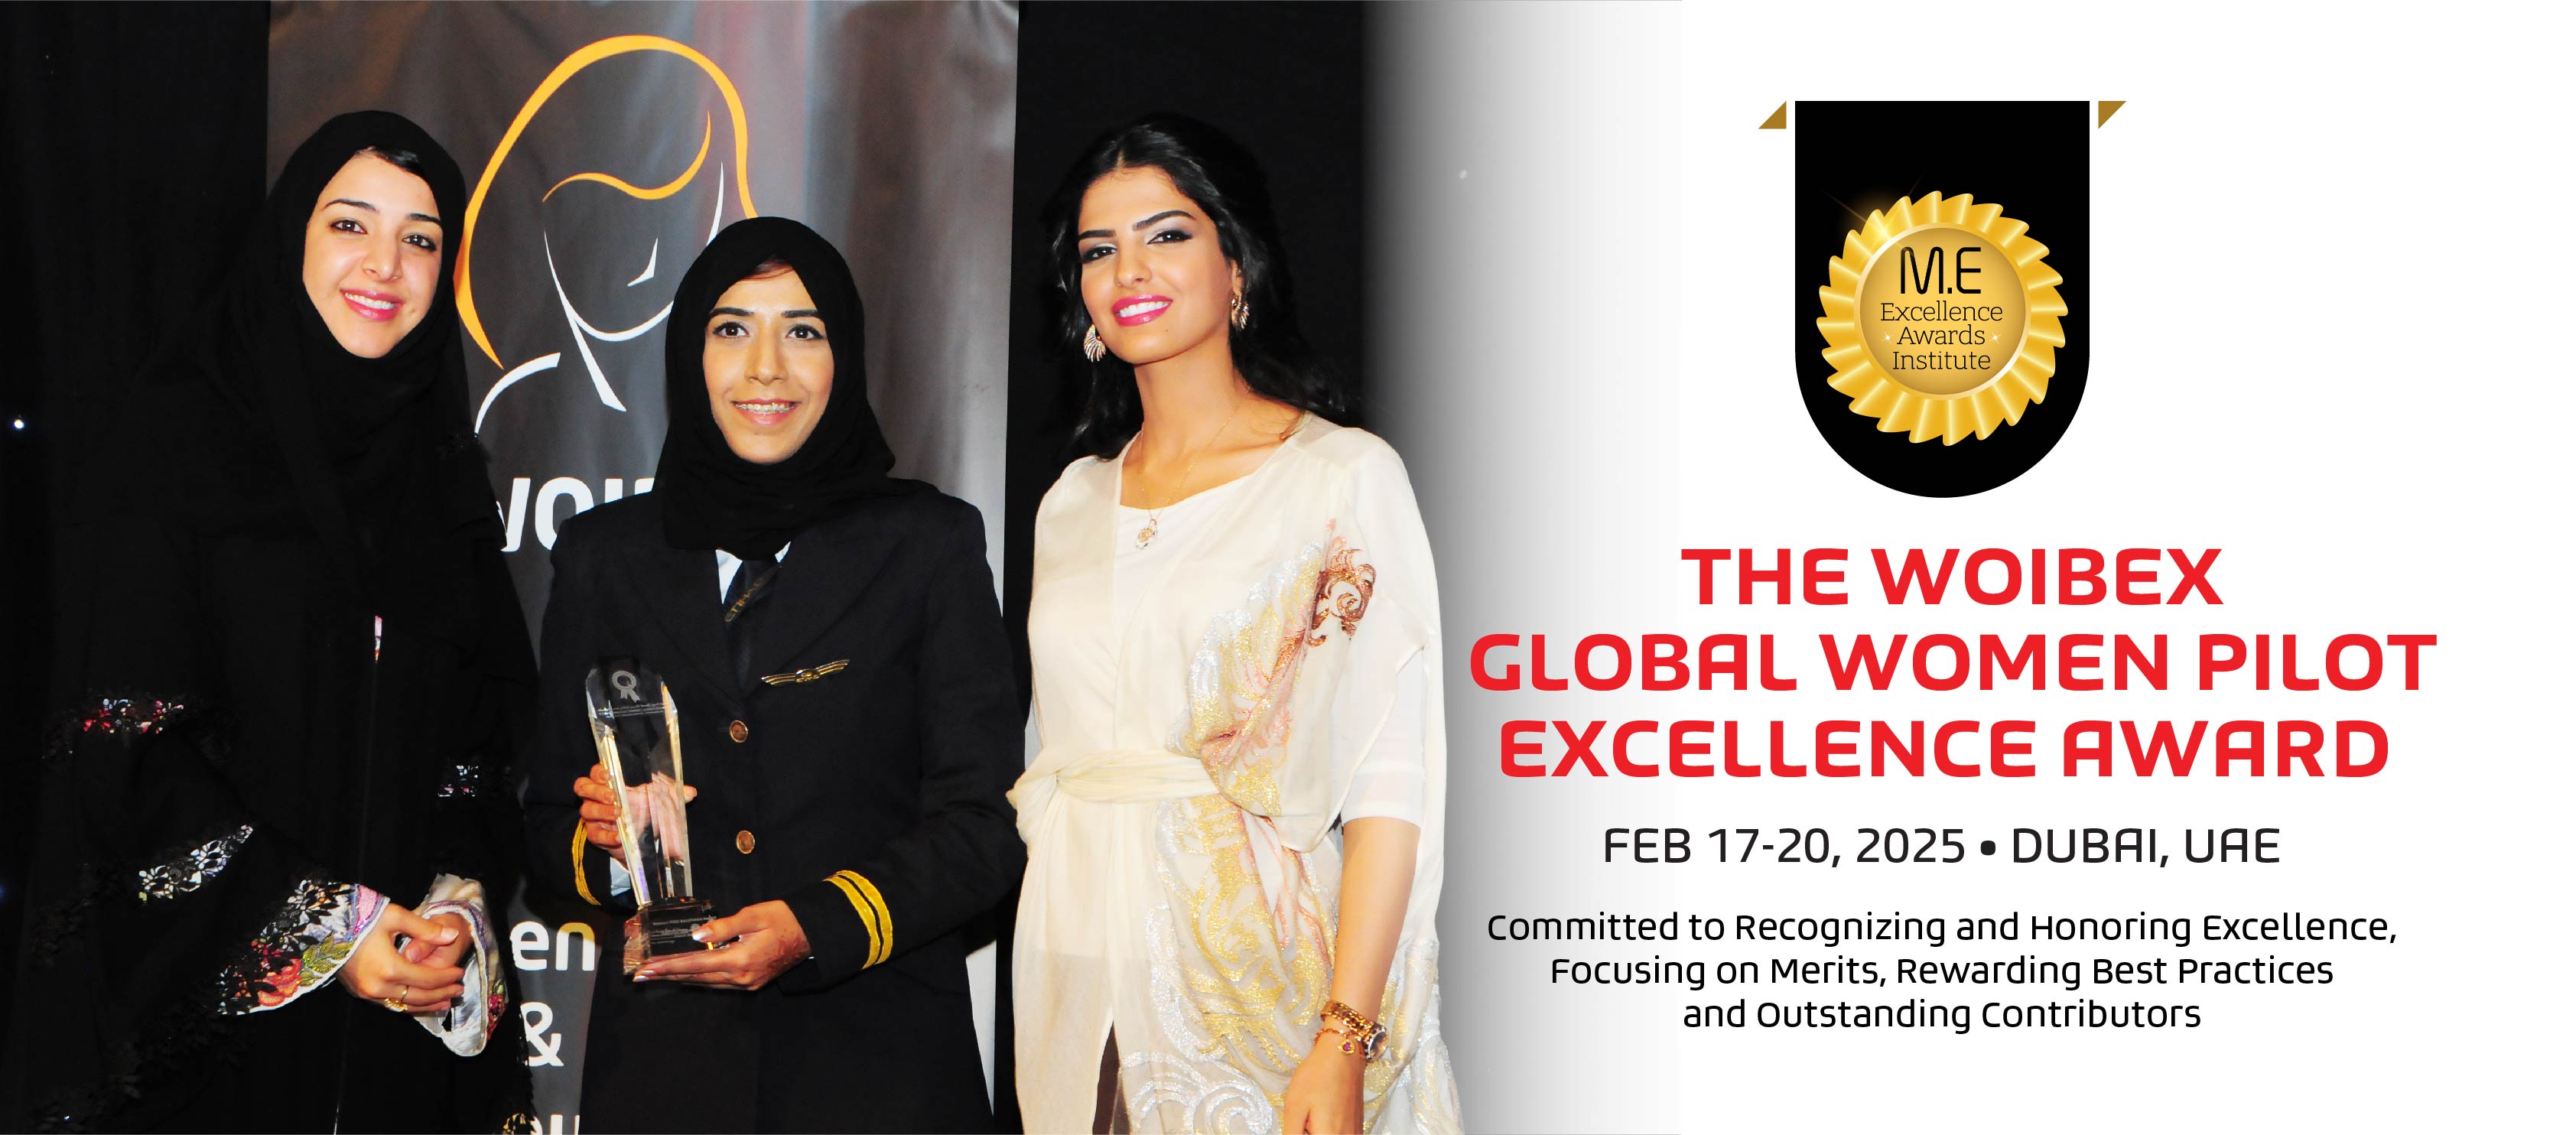 M.E
Excellence
Awards
Institute
THE WOIBEX
GLOBAL WOMEN PILOT
EXCELLENCE AWARD
FEB 17-20, 2025 • DUBAI, UAE
Committed to Recognizing and Honoring Excellence,
Focusing on Merits, Rewarding Best Practices
and Outstanding Contributors
en
&